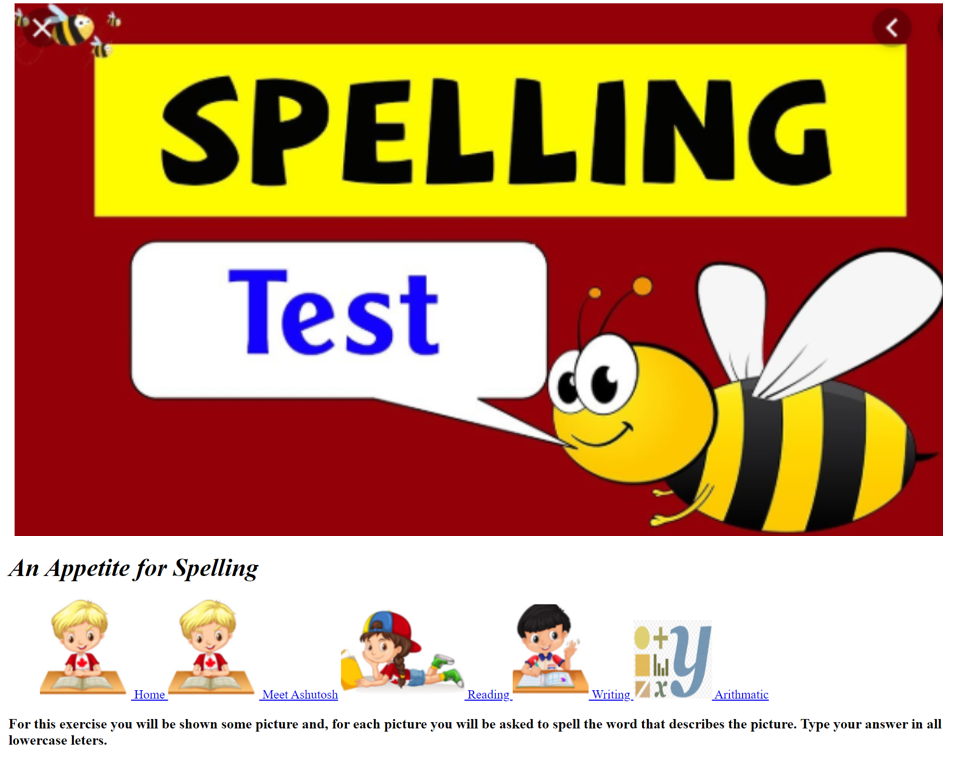 SPELLING
Test
An Appetite for Spelling
Home Meet Ashutosh Reading Writing Arithmatic
For this exercise you will be shown some picture and, for each picture you will be asked to spell the word that describes the picture. Type your answer in all
lowercase leters.